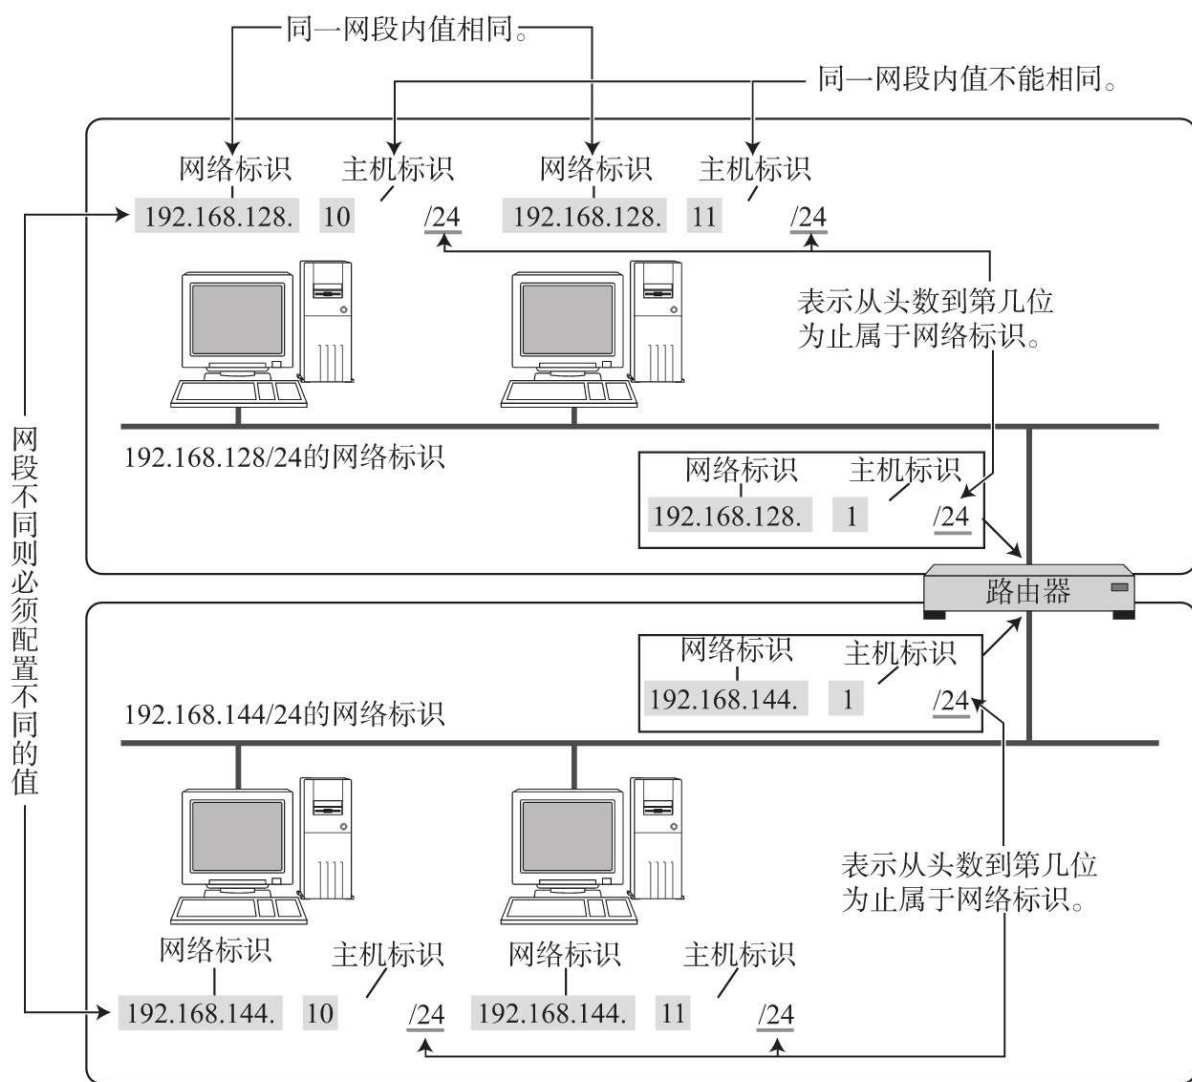 同一网段内值相同。
同一网段内值不能相同。
网络标识 主机标识 网络标识 主机标识
192.168.128. 10 /24 192.168.128. 11 /24
表示从头数到第几位
为止属于网络标识。
网段不同则必须配置不同的值
192.168.128/24的网络标识
网络标识 主机标识
192.168.128. 1 /24
路由器
网络标识 主机标识
192.168.144. 1 /24
192.168.144/24的网络标识
表示从头数到第几位
为止属于网络标识。
网络标识 主机标识 网络标识 主机标识
192.168.144. 10 /24 192.168.144. 11 /24